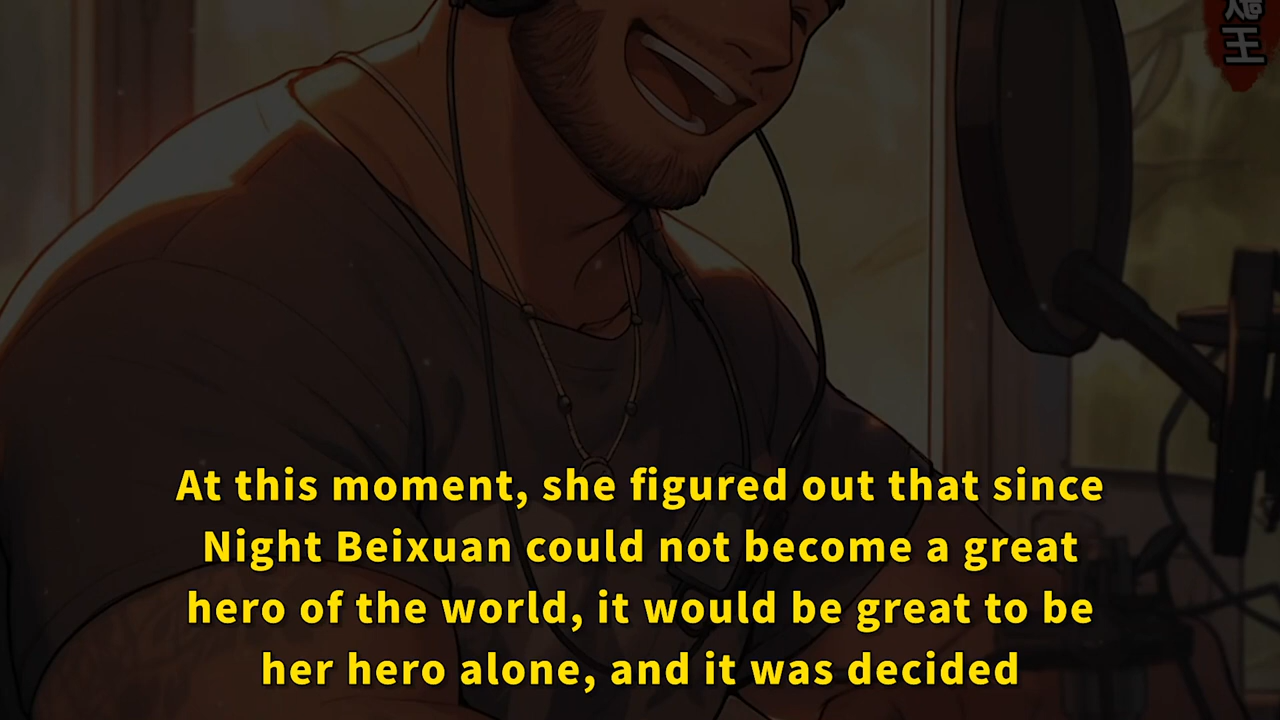 王
At this moment, she figured out that since
Night Beixuan could not become a great
hero of the world, it would be great to be
her hero alone, and it was decided